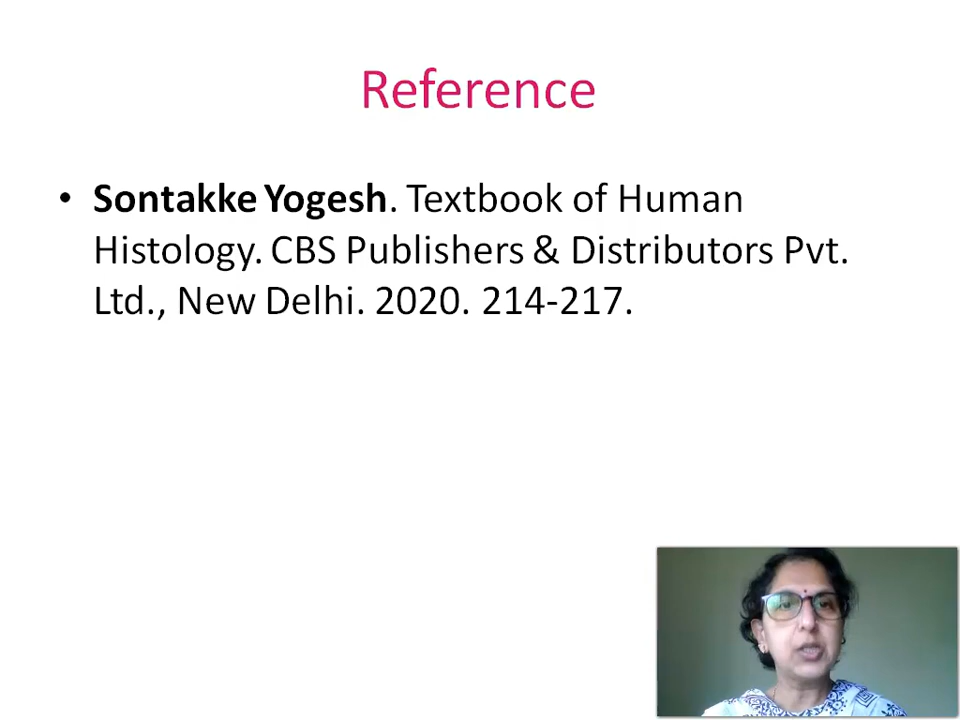 Reference
• Sontakke Yogesh. Textbook of Human
Histology. CBS Publishers & Distributors Pvt.
Ltd., New Delhi. 2020. 214-217.